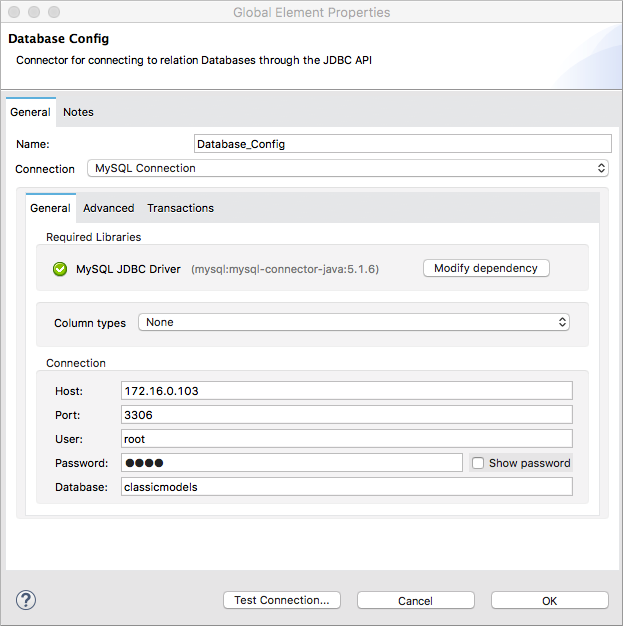 Global Element Properties
Database Config
Connector for connecting to relation Databases through the JDBC API
General Notes
Name: Database_Config
Connection MySQL Connection
General Advanced Transactions
Required Libraries
MySQL JDBC Driver (mysql:mysql-connector-java:5.1.6) Modify dependency
Column types None
Connection
Host: 172.16.0.103
Port: 3306
User: root
Password: ●●●● Show password
Database: classicmodels
? Test Connection... Cancel OK